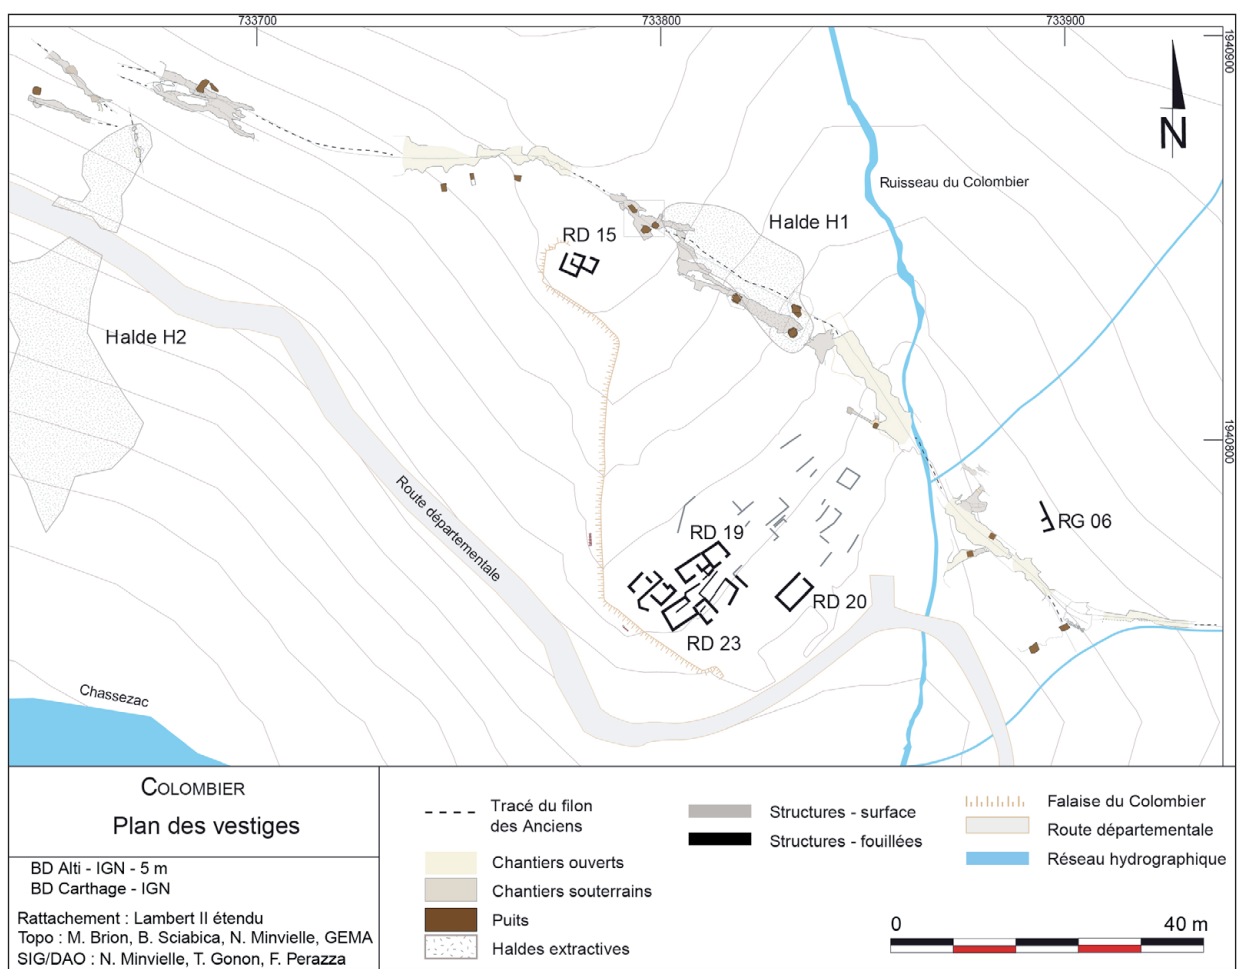 733700
733800
733900
1940900
N
Ruisseau du Colombier
Halde H1
RD 15
Halde H2
1940800
Route départementale
RG 06
RD 19
RD 20
RD 23
Chassezac
COLOMBIER
Plan des vestiges
BD Alti - IGN - 5 m
BD Carthage - IGN
Rattachement : Lambert II étendu
Topo : M. Brion, B. Sciabica, N. Minvielle, GEMA
SIG/DAO : N. Minvielle, T. Gonon, F. Perazza
Tracé du filon
des Anciens
Chantiers ouverts
Chantiers souterrains
Puits
Haldes extractives
Structures - surface
Structures - fouillées
Falaise du Colombier
Route départementale
Réseau hydrographique
0
40 m